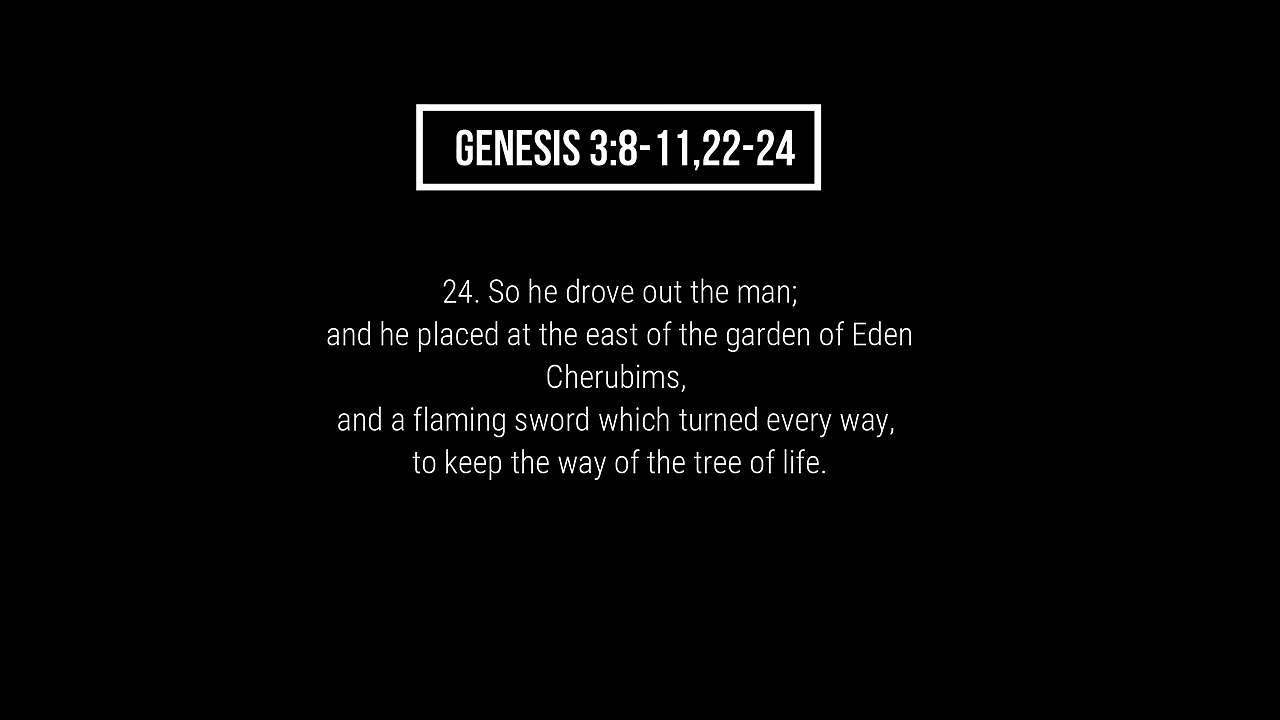 GENESIS 3:8-11,22-24
24. So he drove out the man;
and he placed at the east of the garden of Eden
Cherubims,
and a flaming sword which turned every way,
to keep the way of the tree of life.